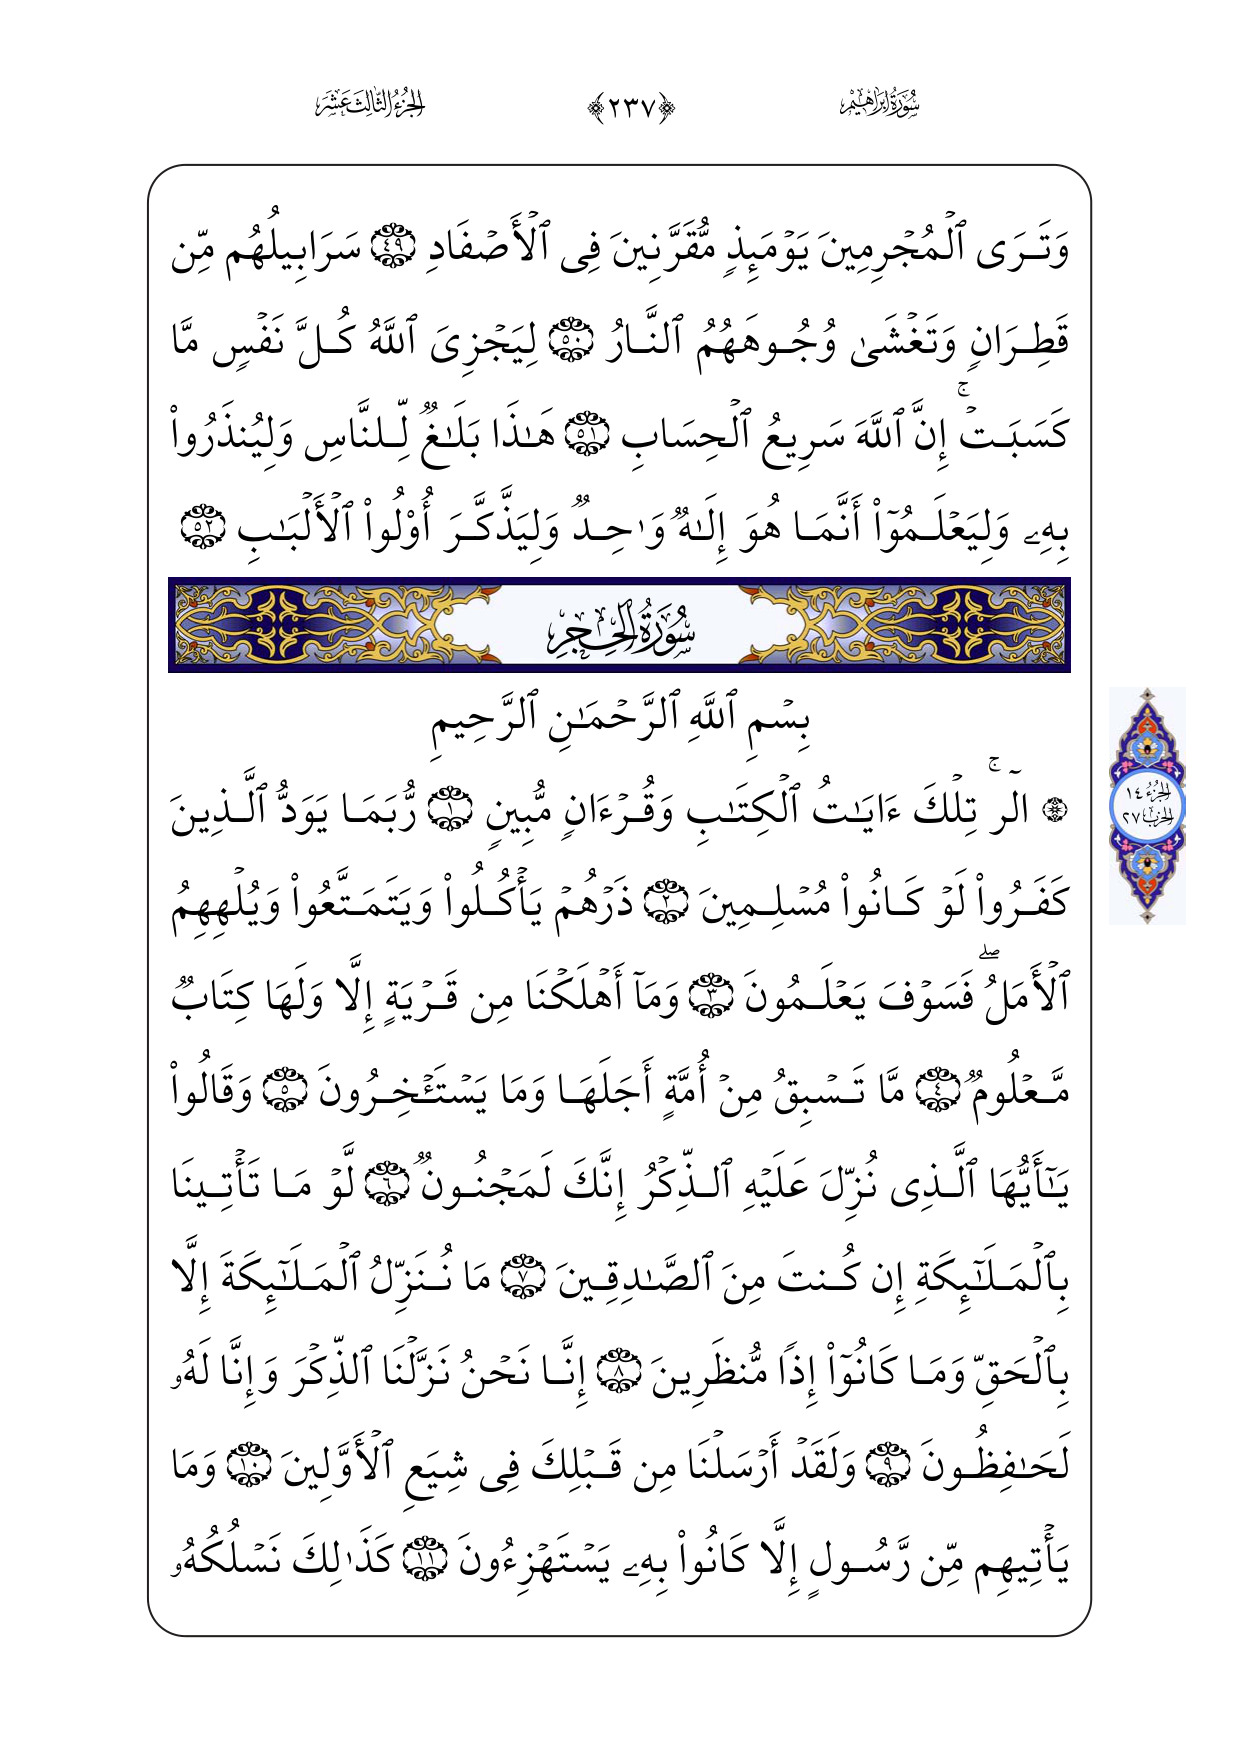 سُورَةُ إِبْرَاهِيم ﴿٢٣٧﴾ الجُزْءُ الثَّالِثَ عَشَرَ
وَتَرَى ٱلۡمُجۡرِمِينَ يَوۡمَئِذٖ مُّقَرَّنِينَ فِى ٱلۡأَصۡفَادِ ٤٩ سَرَابِيلُهُم مِّن
قَطِرَانٖ وَتَغۡشَىٰ وُجُوهَهُمُ ٱلنَّارُ ٥٠ لِيَجۡزِىَ ٱللَّهُ كُلَّ نَفۡسٖ مَّا
كَسَبَتۡۚ إِنَّ ٱللَّهَ سَرِيعُ ٱلۡحِسَابِ ٥١ هَٰذَا بَلَٰغٞ لِّلنَّاسِ وَلِيُنذَرُواْ
بِهِۦ وَلِيَعۡلَمُوٓاْ أَنَّمَا هُوَ إِلَٰهٞ وَٰحِدٞ وَلِيَذَّكَّرَ أُوْلُواْ ٱلۡأَلۡبَٰبِ ٥٢
سُورَةُ الحِجْرِ
بِسۡمِ ٱللَّهِ ٱلرَّحۡمَٰنِ ٱلرَّحِيمِ
۞ الٓرۚ تِلۡكَ ءَايَٰتُ ٱلۡكِتَٰبِ وَقُرۡءَانٖ مُّبِينٖ ١ رُّبَمَا يَوَدُّ ٱلَّذِينَ
الجُزْءُ ١٤
الحِزْبُ ٢٧
كَفَرُواْ لَوۡ كَانُواْ مُسۡلِمِينَ ٢ ذَرۡهُمۡ يَأۡكُلُواْ وَيَتَمَتَّعُواْ وَيُلۡهِهِمُ
ٱلۡأَمَلُۖ فَسَوۡفَ يَعۡلَمُونَ ٣ وَمَآ أَهۡلَكۡنَا مِن قَرۡيَةٍ إِلَّا وَلَهَا كِتَابٞ
مَّعۡلُومٞ ٤ مَّا تَسۡبِقُ مِنۡ أُمَّةٍ أَجَلَهَا وَمَا يَسۡتَـٔۡخِرُونَ ٥ وَقَالُواْ
يَٰٓأَيُّهَا ٱلَّذِى نُزِّلَ عَلَيۡهِ ٱلذِّكۡرُ إِنَّكَ لَمَجۡنُونٞ ٦ لَّوۡ مَا تَأۡتِينَا
بِٱلۡمَلَٰٓئِكَةِ إِن كُنتَ مِنَ ٱلصَّٰدِقِينَ ٧ مَا نُنَزِّلُ ٱلۡمَلَٰٓئِكَةَ إِلَّا
بِٱلۡحَقِّ وَمَا كَانُوٓاْ إِذٗا مُّنظَرِينَ ٨ إِنَّا نَحۡنُ نَزَّلۡنَا ٱلذِّكۡرَ وَإِنَّا لَهُۥ
لَحَٰفِظُونَ ٩ وَلَقَدۡ أَرۡسَلۡنَا مِن قَبۡلِكَ فِى شِيَعِ ٱلۡأَوَّلِينَ ١٠ وَمَا
يَأۡتِيهِم مِّن رَّسُولٍ إِلَّا كَانُواْ بِهِۦ يَسۡتَهۡزِءُونَ ١١ كَذَٰلِكَ نَسۡلُكُهُۥ